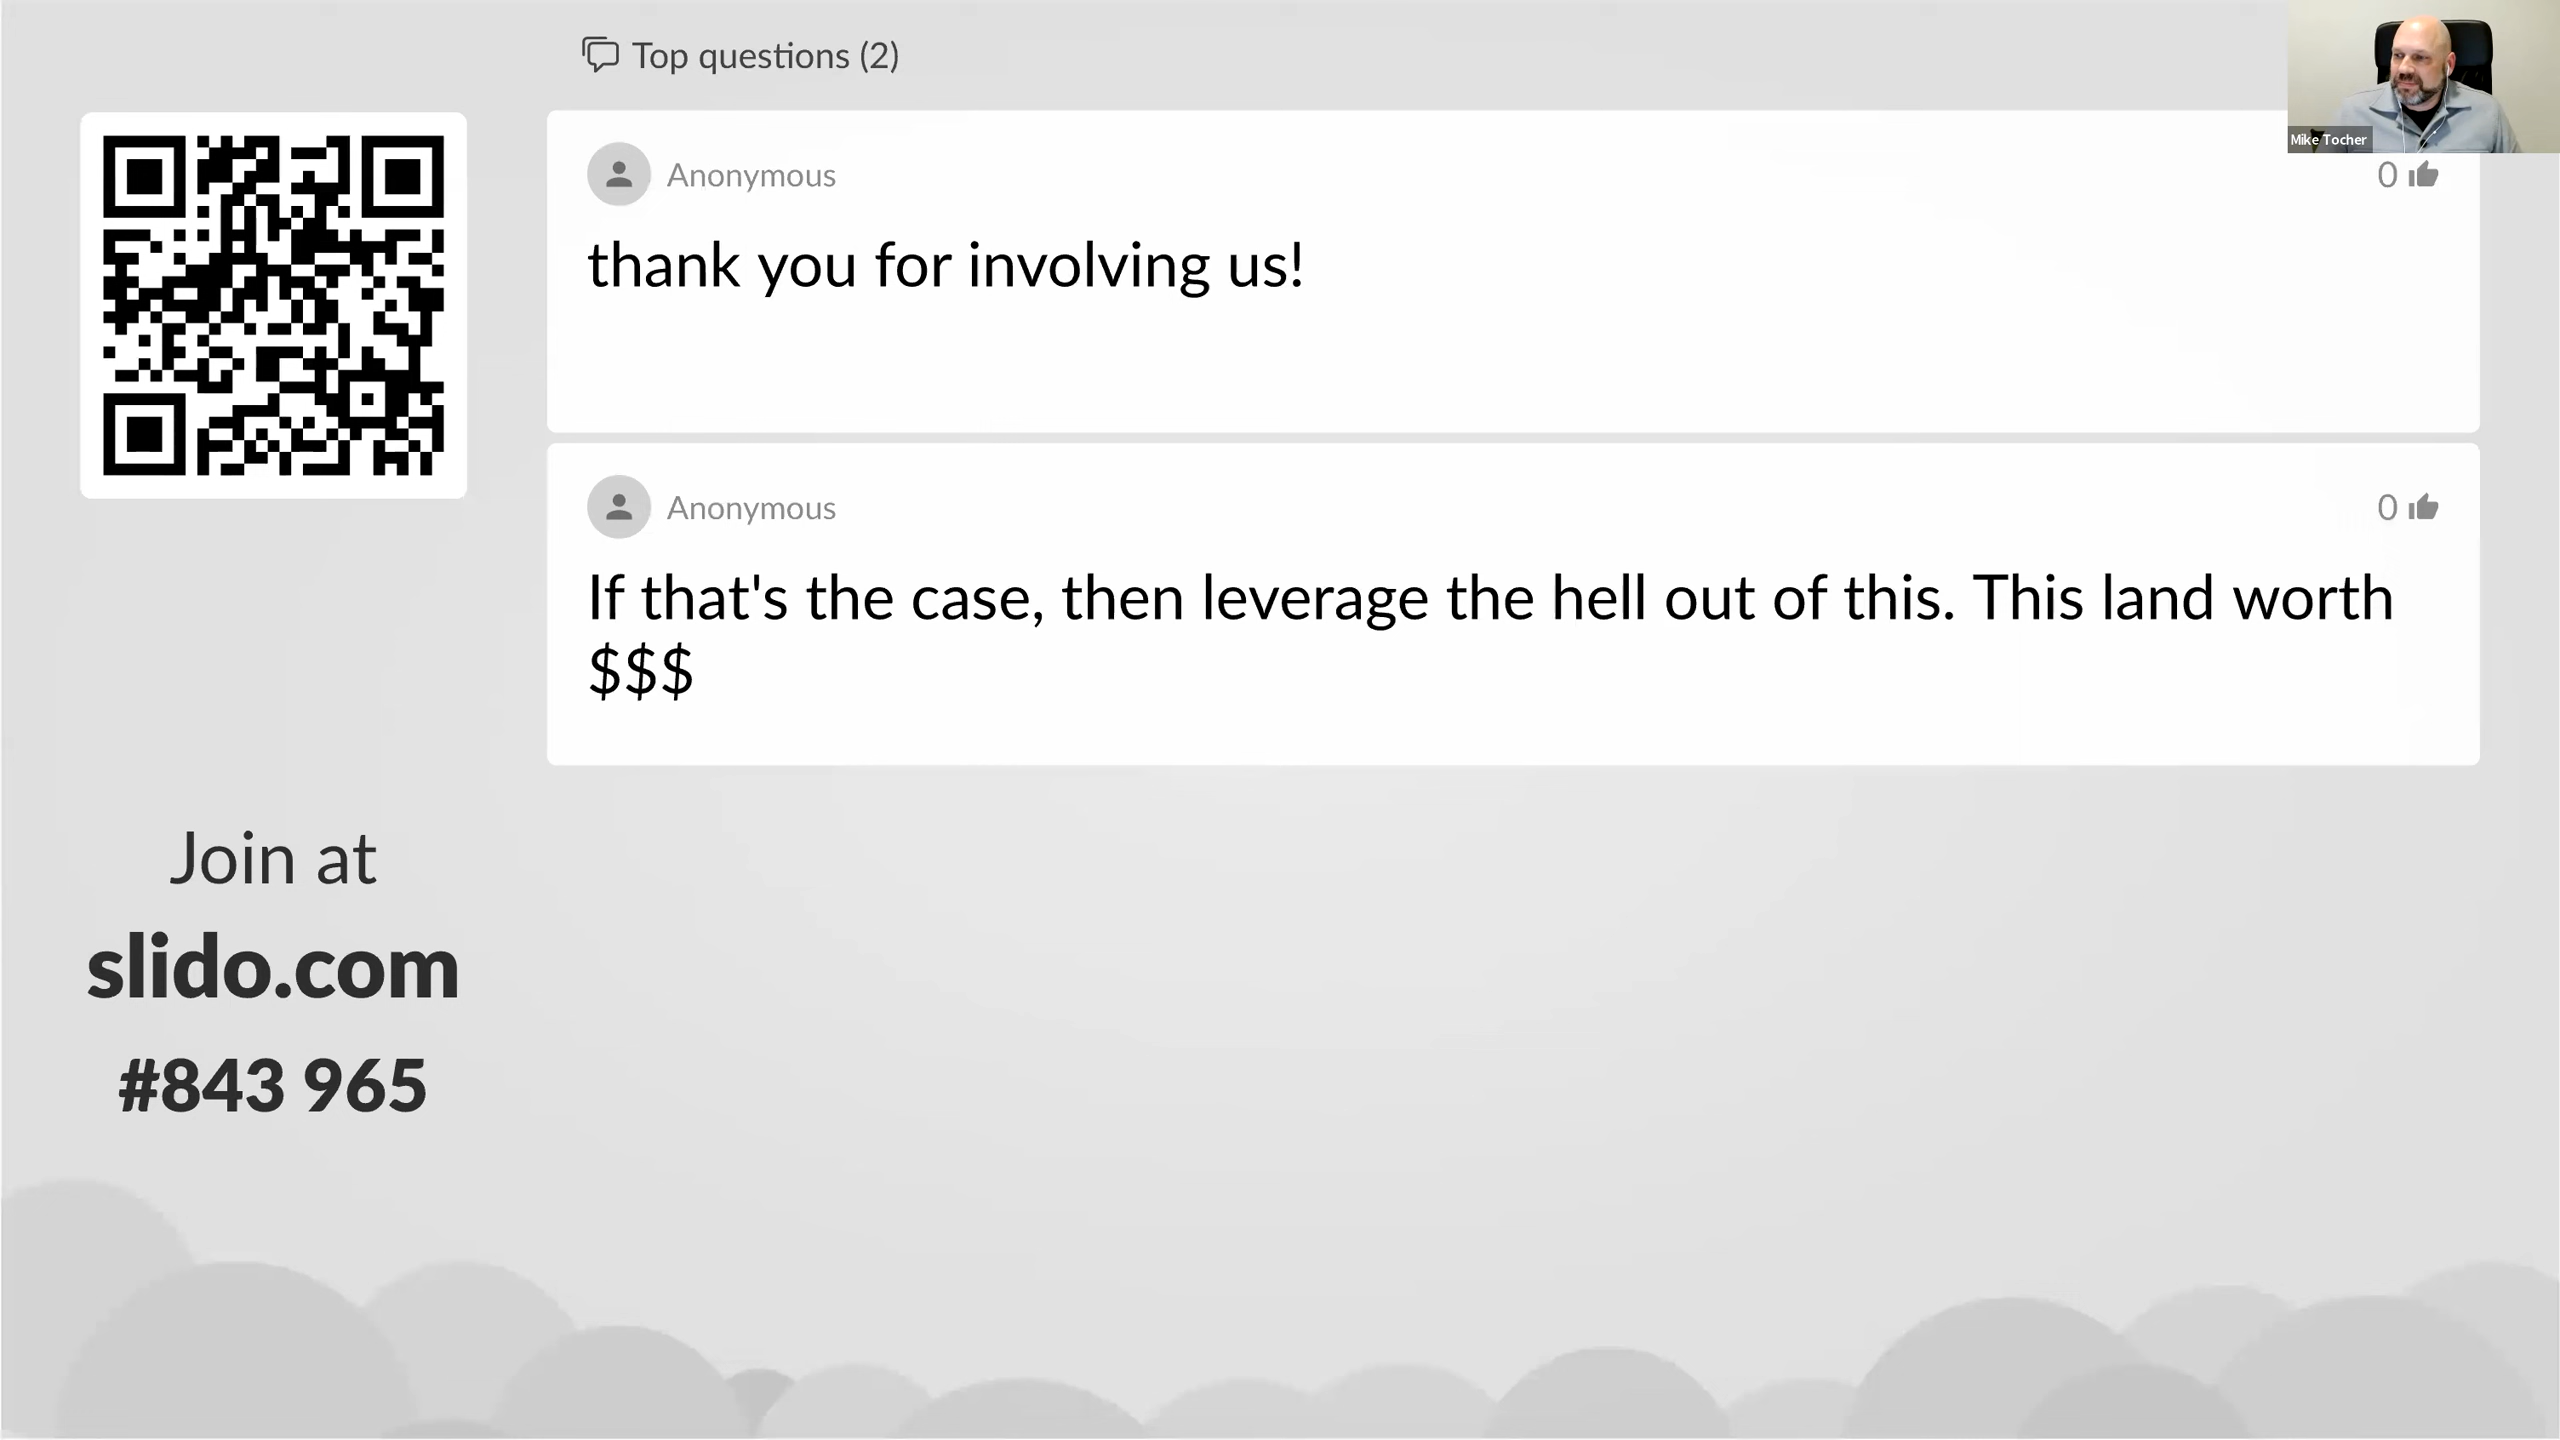 Top questions (2)
Mike Tocher
Anonymous
0
thank you for involving us!
Anonymous
0
If that's the case, then leverage the hell out of this. This land worth
$$$
Join at
slido.com
#843 965